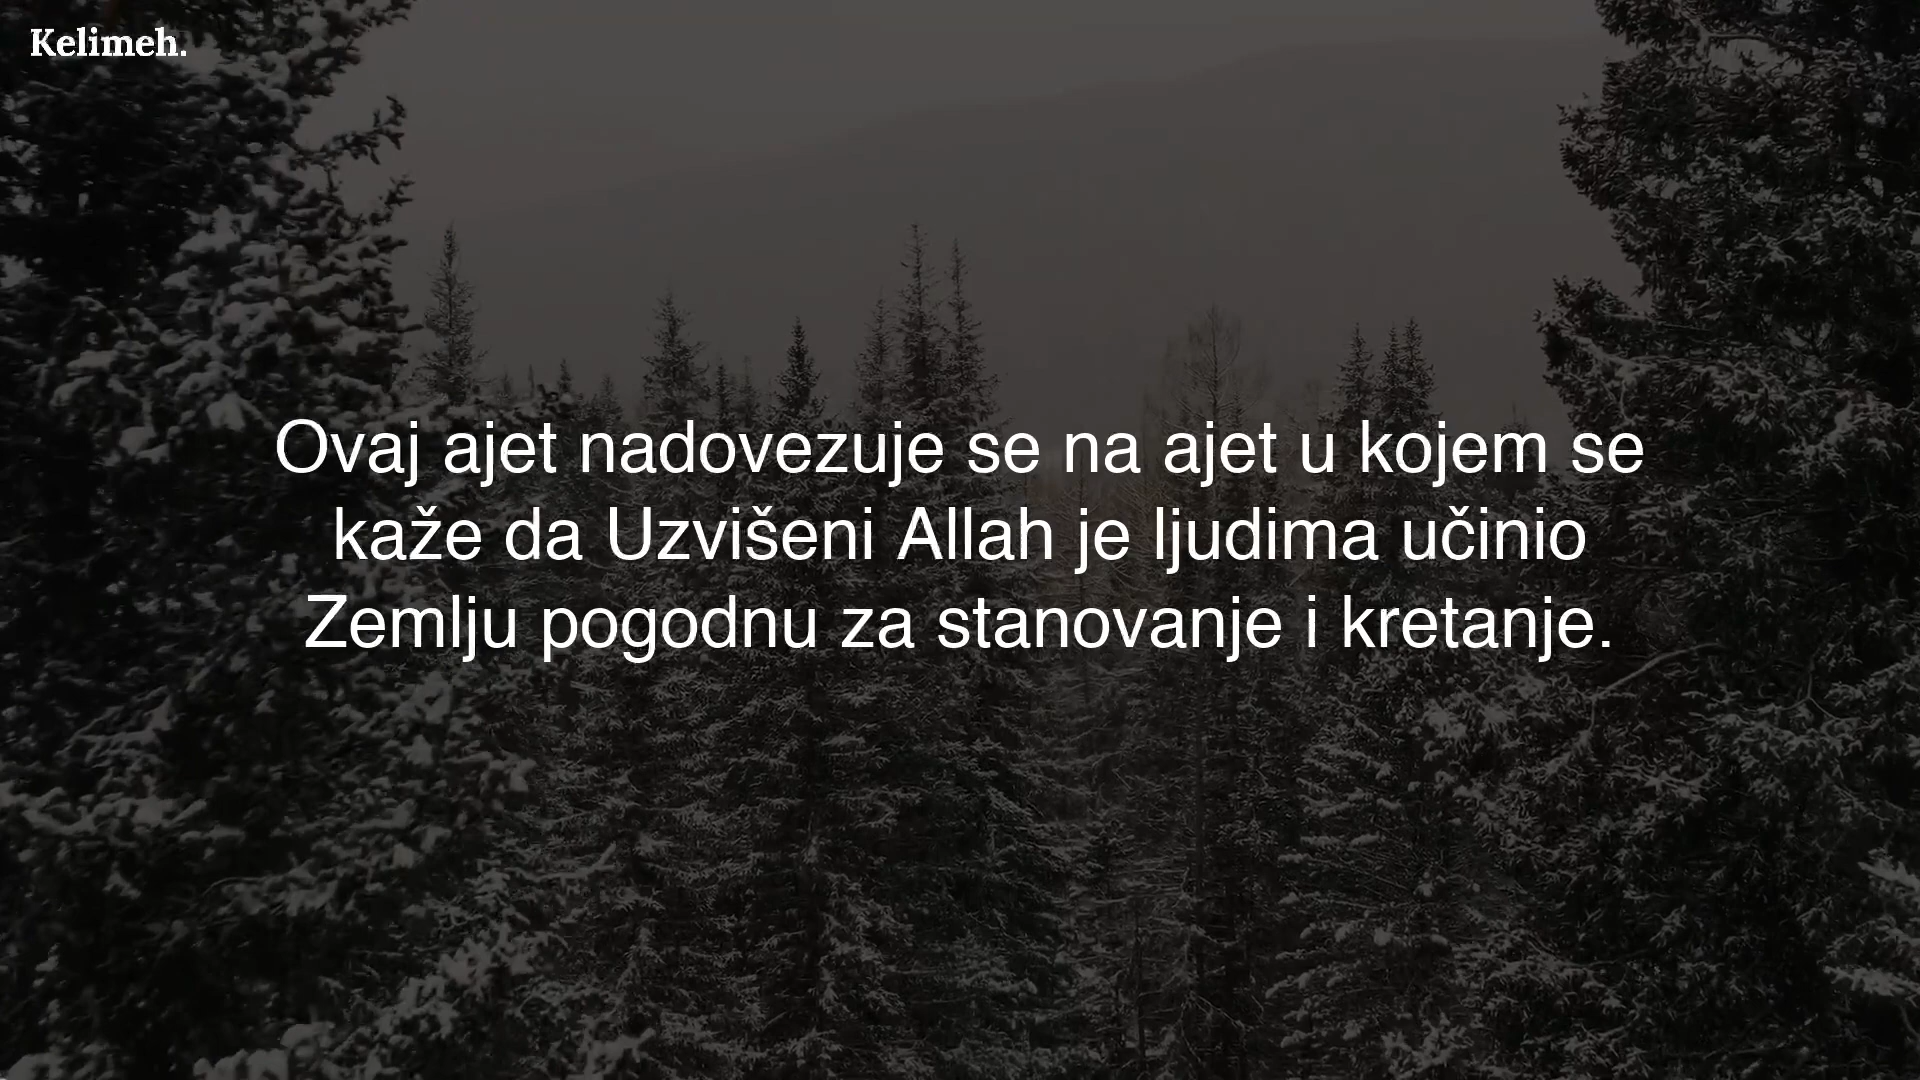 Kelimeh.
Ovaj ajet nadovezuje se na ajet u kojem se
kaže da Uzvišeni Allah je ljudima učinio
Zemlju pogodnu za stanovanje i kretanje.